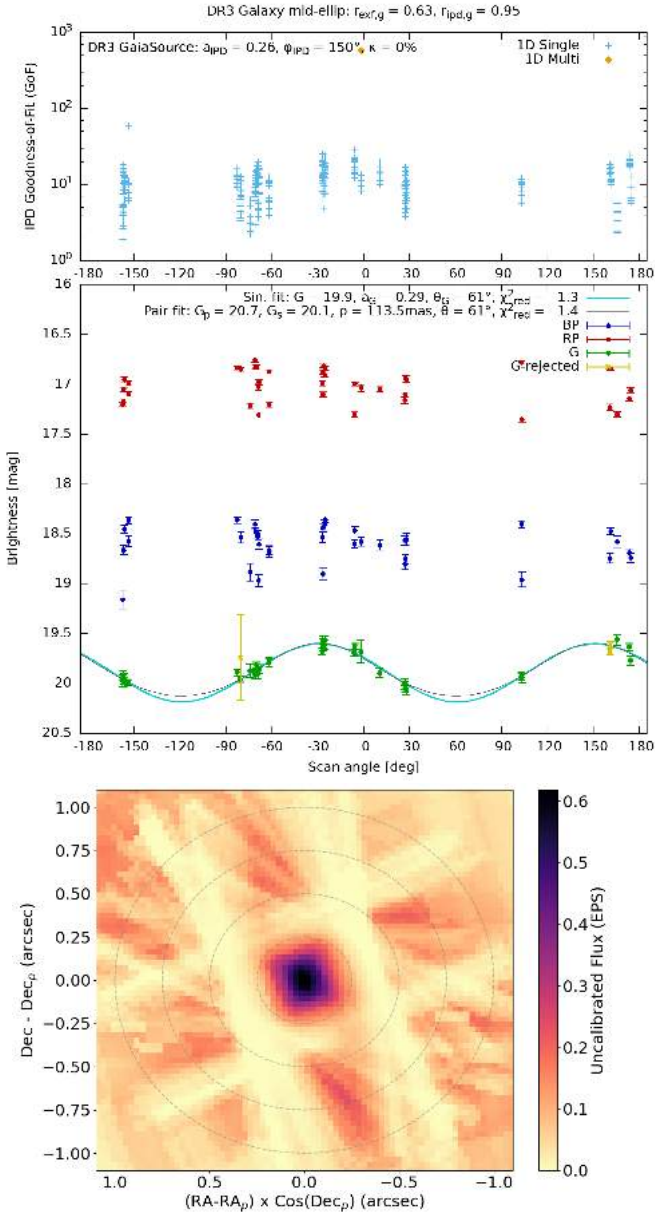 DR3 Galaxy mid-ellip: r_exf,g = 0.63, r_ipd,g = 0.95
DR3 GaiaSource: a_IPD = 0.26, φ_IPD = 150°, κ = 0%
1D Single
1D Multi
IPD Goodness-of-Fit (GoF)
10³
10²
10¹
10⁰
-180 -150 -120 -90 -60 -30 0 30 60 90 120 150 180
Sin. fit: G 19.9, a_G 0.29, θ_G 61°, χ²_red 1.3
Pair fit: G_p = 20.7, G_s = 20.1, ρ = 113.5mas, θ = 61°, χ²_red = 1.4
BP
RP
G
G-rejected
Brightness [mag]
16
16.5
17
17.5
18
18.5
19
19.5
20
20.5
-180 -150 -120 -90 -60 -30 0 30 60 90 120 150 180
Scan angle [deg]
Dec - Dec_p (arcsec)
1.00
0.75
0.50
0.25
0.00
−0.25
−0.50
−0.75
−1.00
1.0 0.5 0.0 −0.5 −1.0
(RA-RA_p) x Cos(Dec_p) (arcsec)
0.6
0.5
0.4
0.3
0.2
0.1
0.0
Uncalibrated Flux (EPS)